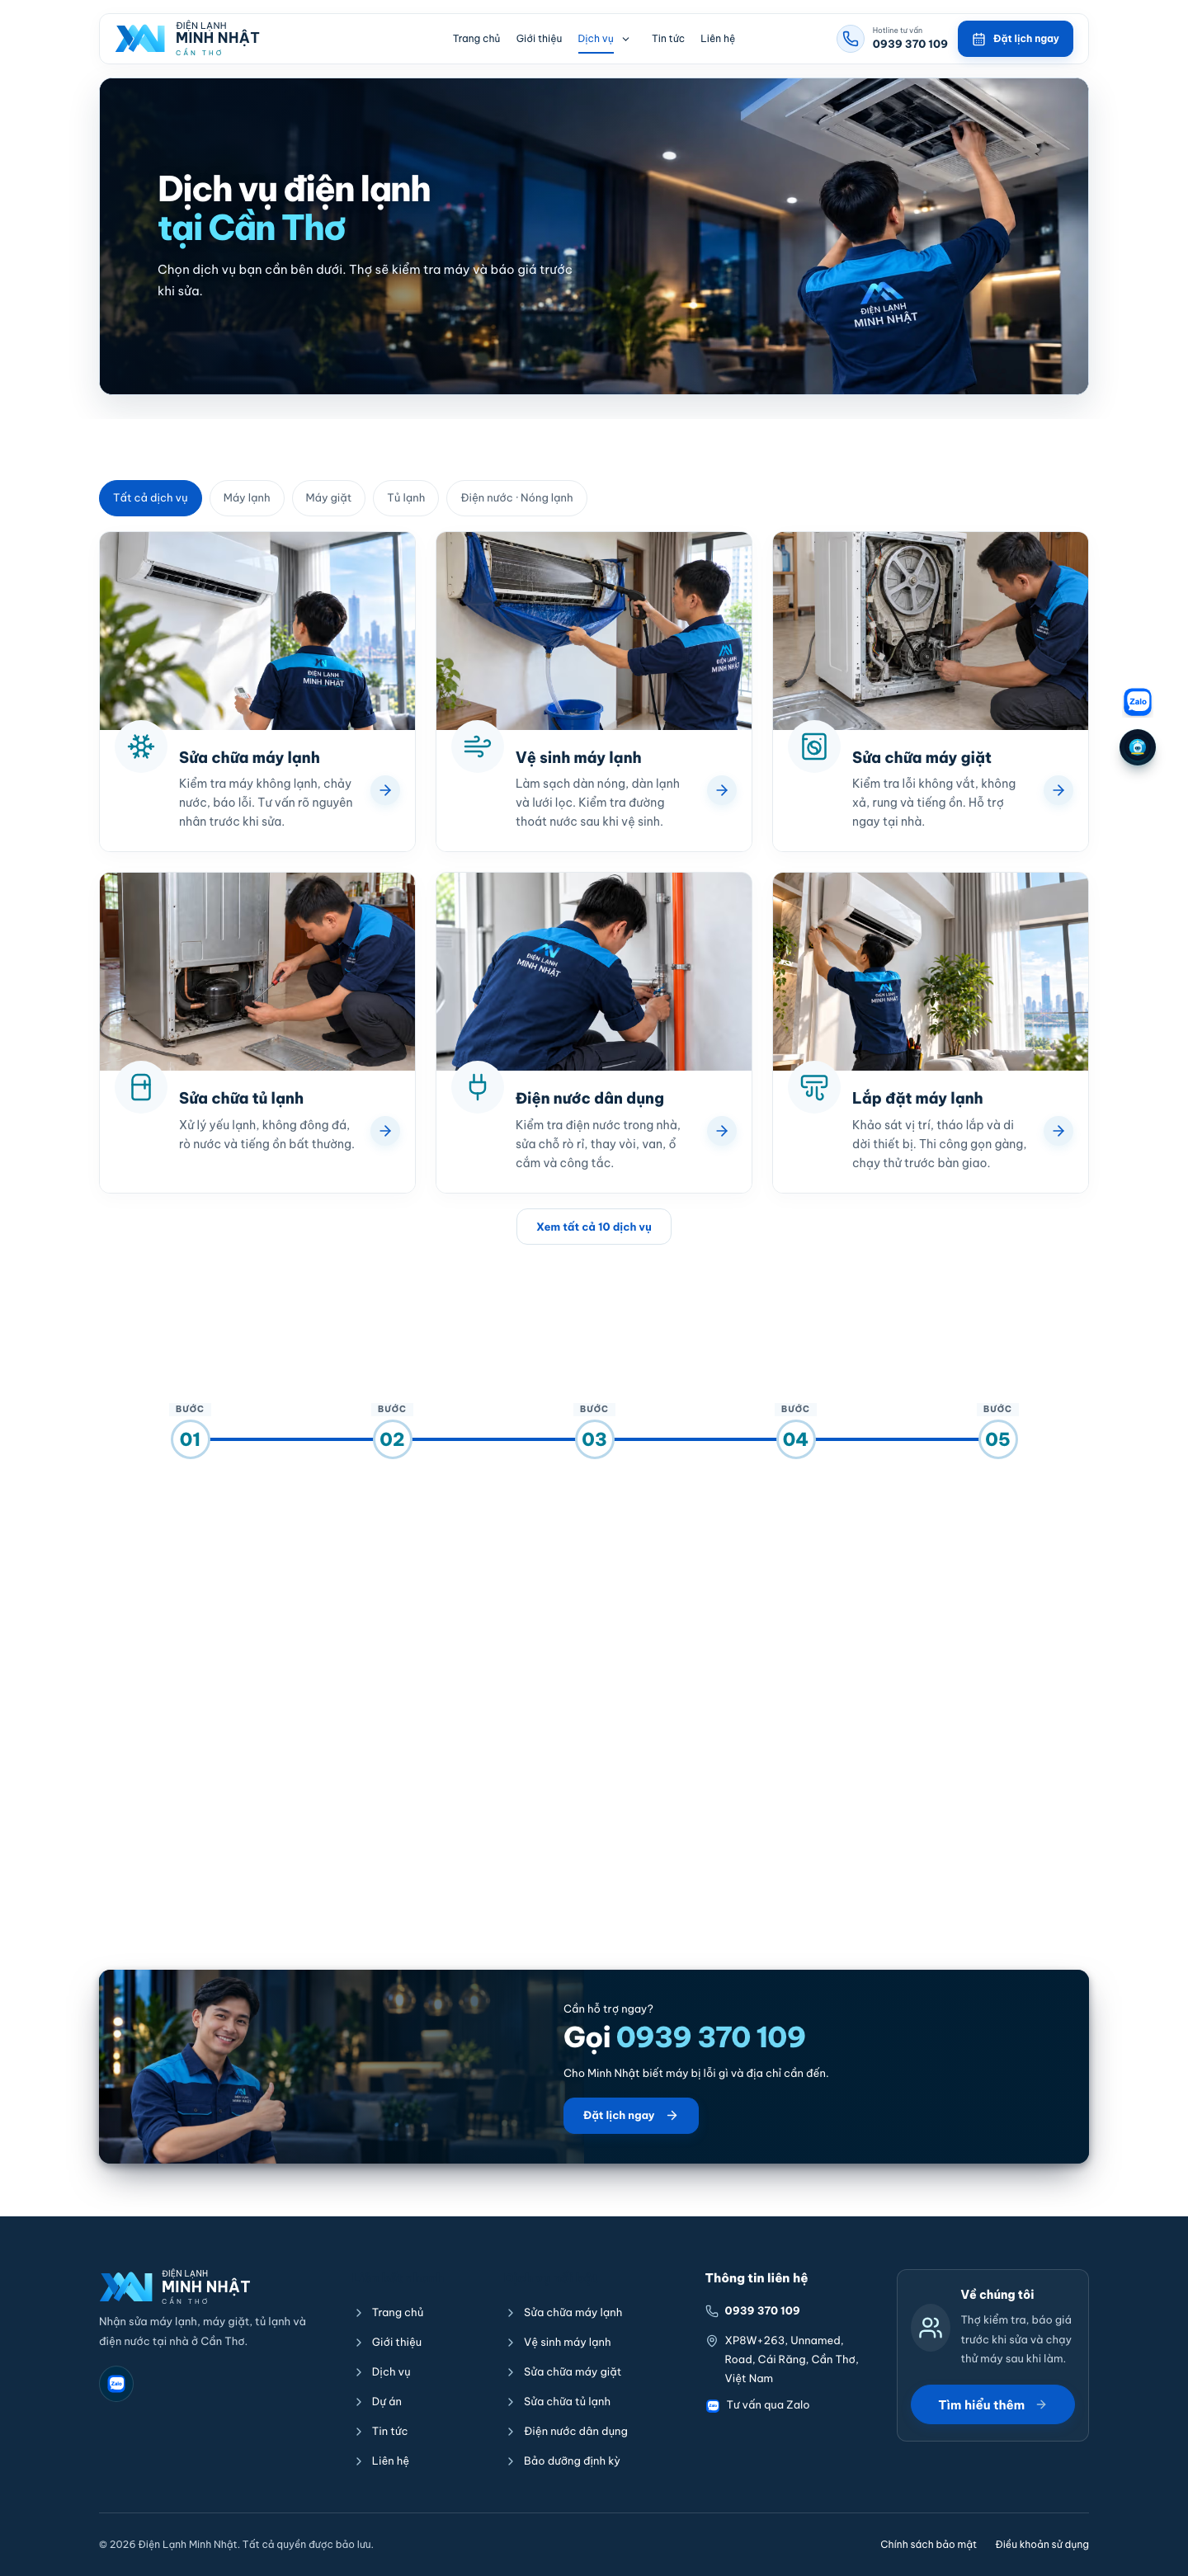 ĐIỆN LẠNH
MINH NHẬT
CẦN THƠ
Trang chủ
Giới thiệu
Dịch vụ
Tin tức
Liên hệ
Hotline tư vấn
0939 370 109
Đặt lịch ngay
Dịch vụ điện lạnh
tại Cần Thơ
Chọn dịch vụ bạn cần bên dưới. Thợ sẽ kiểm tra máy và báo giá trước
khi sửa.
ĐIỆN LẠNH
MINH NHẬT
Tất cả dịch vụ
Máy lạnh
Máy giặt
Tủ lạnh
Điện nước · Nóng lạnh
ĐIỆN LẠNH
MINH NHẬT
ĐIỆN LẠNH
MINH NHẬT
Zalo
Sửa chữa máy lạnh
Kiểm tra máy không lạnh, chảy
nước, báo lỗi. Tư vấn rõ nguyên
nhân trước khi sửa.
Vệ sinh máy lạnh
Làm sạch dàn nóng, dàn lạnh
và lưới lọc. Kiểm tra đường
thoát nước sau khi vệ sinh.
Sửa chữa máy giặt
Kiểm tra lỗi không vắt, không
xả, rung và tiếng ồn. Hỗ trợ
ngay tại nhà.
ĐIỆN LẠNH
MINH NHẬT
ĐIỆN LẠNH
MINH NHẬT
Sửa chữa tủ lạnh
Xử lý yếu lạnh, không đông đá,
rò nước và tiếng ồn bất thường.
Điện nước dân dụng
Kiểm tra điện nước trong nhà,
sửa chỗ rò rỉ, thay vòi, van, ổ
cắm và công tắc.
Lắp đặt máy lạnh
Khảo sát vị trí, tháo lắp và di
dời thiết bị. Thi công gọn gàng,
chạy thử trước bàn giao.
Xem tất cả 10 dịch vụ
BƯỚC
01
BƯỚC
02
BƯỚC
03
BƯỚC
04
BƯỚC
05
Cần hỗ trợ ngay?
Gọi 0939 370 109
Cho Minh Nhật biết máy bị lỗi gì và địa chỉ cần đến.
Đặt lịch ngay
ĐIỆN LẠNH
MINH NHẬT
CẦN THƠ
Nhận sửa máy lạnh, máy giặt, tủ lạnh và
điện nước tại nhà ở Cần Thơ.
Zalo
Trang chủ
Giới thiệu
Dịch vụ
Dự án
Tin tức
Liên hệ
Sửa chữa máy lạnh
Vệ sinh máy lạnh
Sửa chữa máy giặt
Sửa chữa tủ lạnh
Điện nước dân dụng
Bảo dưỡng định kỳ
Thông tin liên hệ
0939 370 109
XP8W+263, Unnamed,
Road, Cái Răng, Cần Thơ,
Việt Nam
Tư vấn qua Zalo
Về chúng tôi
Thợ kiểm tra, báo giá
trước khi sửa và chạy
thử máy sau khi làm.
Tìm hiểu thêm
© 2026 Điện Lạnh Minh Nhật. Tất cả quyền được bảo lưu.
Chính sách bảo mật
Điều khoản sử dụng